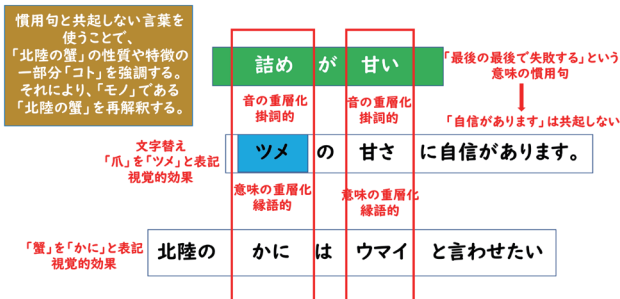 慣用句と共起しない言葉を
使うことで、
「北陸の蟹」の性質や特徴の
一部分「コト」を強調する。
それにより、「モノ」である
「北陸の蟹」を再解釈する。
詰め が 甘い
「最後の最後で失敗する」という
意味の慣用句
音の重層化
掛詞的
音の重層化
掛詞的
「自信があります」は共起しない
文字替え
「爪」を「ツメ」と表記
視覚的効果
ツメ の 甘さ に自信があります。
意味の重層化
縁語的
意味の重層化
縁語的
「蟹」を「かに」と表記
視覚的効果
北陸の かに は ウマイ と言わせたい